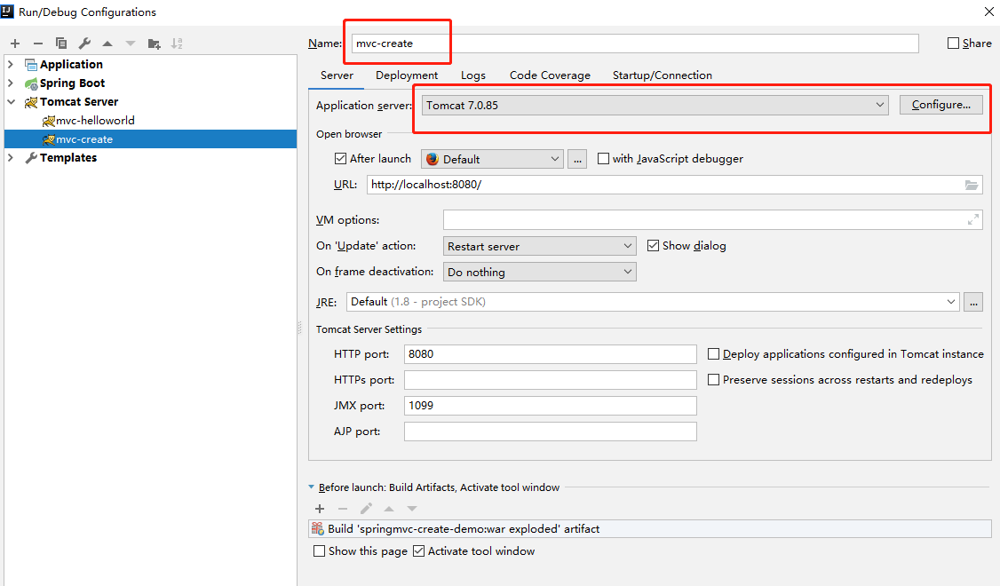 Run/Debug Configurations
Name: mvc-create
Share
Application
Spring Boot
Tomcat Server
mvc-helloworld
mvc-create
Templates
Server Deployment Logs Code Coverage Startup/Connection
Application server: Tomcat 7.0.85 Configure...
Open browser
After launch Default ... with JavaScript debugger
URL: http://localhost:8080/
VM options:
On 'Update' action: Restart server Show dialog
On frame deactivation: Do nothing
JRE: Default (1.8 - project SDK) ...
Tomcat Server Settings
HTTP port: 8080 Deploy applications configured in Tomcat instance
HTTPs port: Preserve sessions across restarts and redeploys
JMX port: 1099
AJP port:
Before launch: Build Artifacts, Activate tool window
Build 'springmvc-create-demo:war exploded' artifact
Show this page Activate tool window